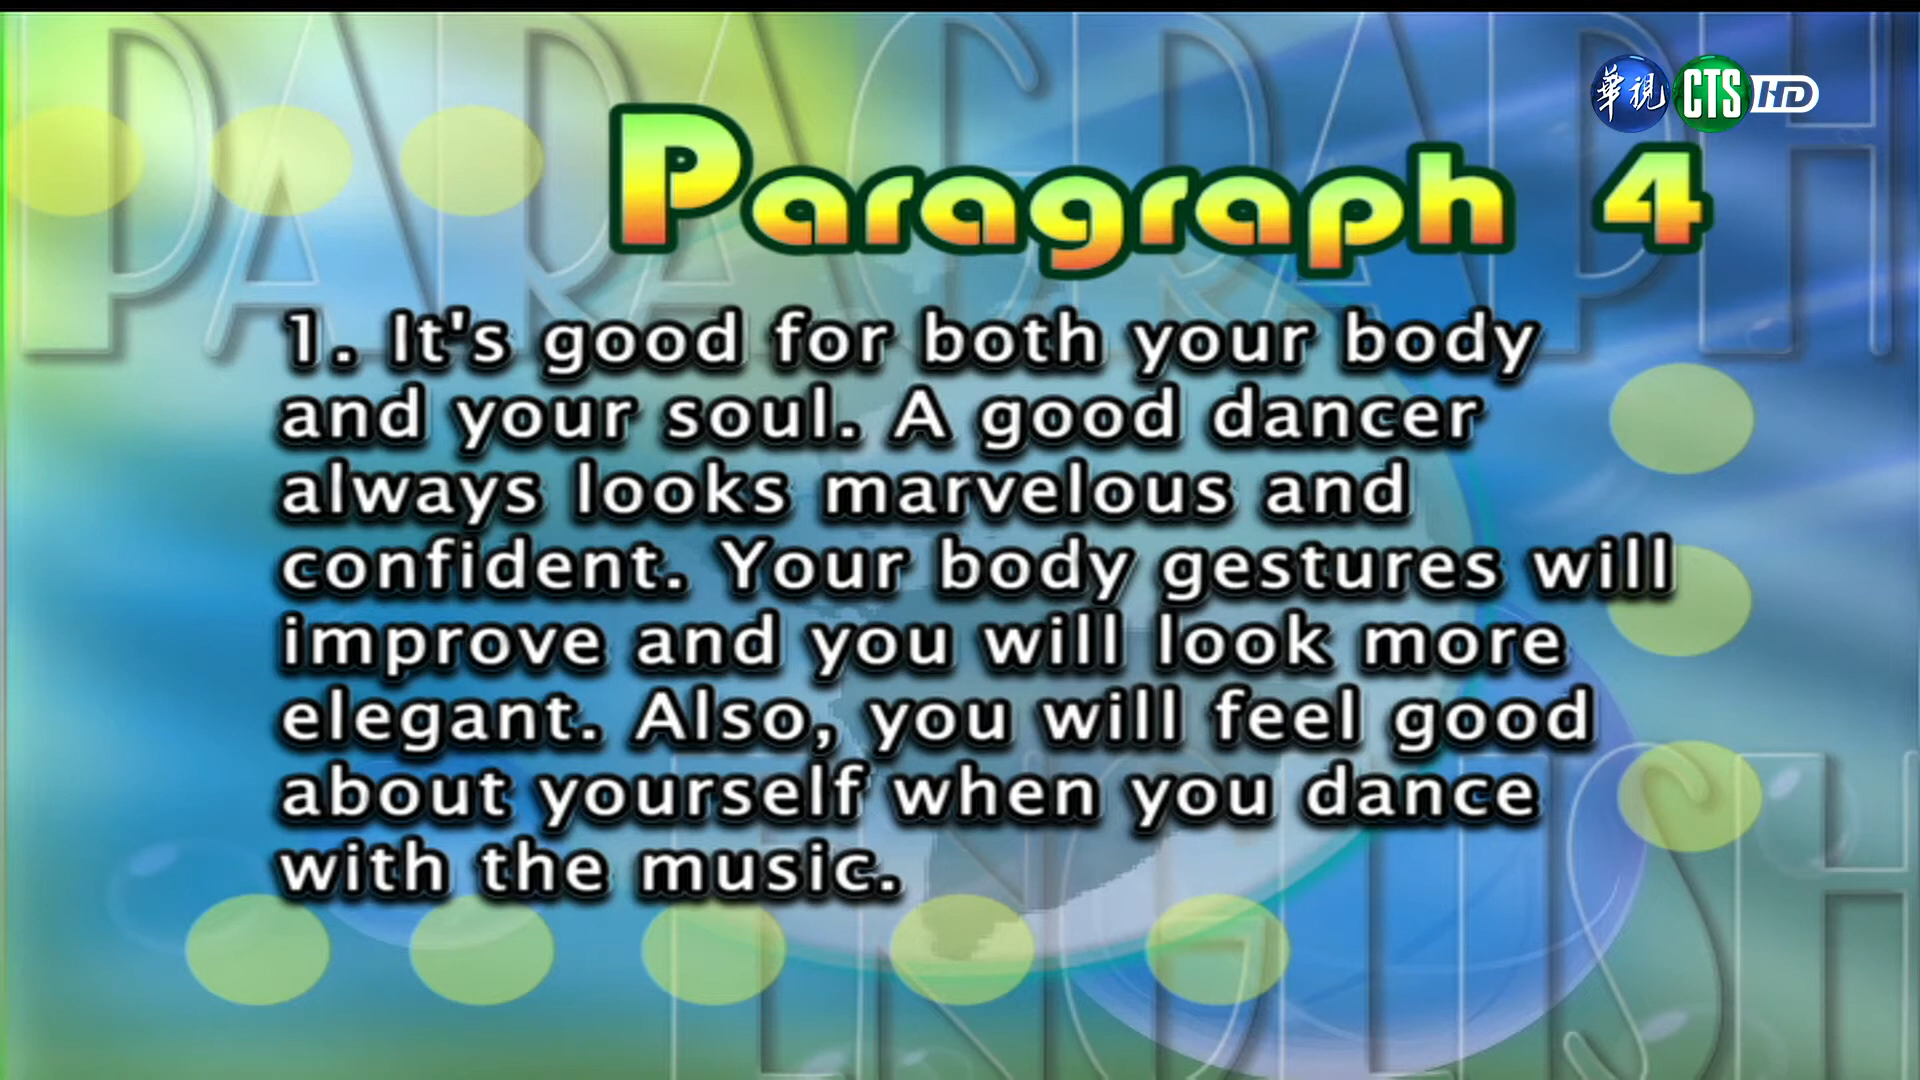 華視 CTS HD
Paragraph 4
1. It's good for both your body
and your soul. A good dancer
always looks marvelous and
confident. Your body gestures will
improve and you will look more
elegant. Also, you will feel good
about yourself when you dance
with the music.
PARAGRAPH
ENGLISH